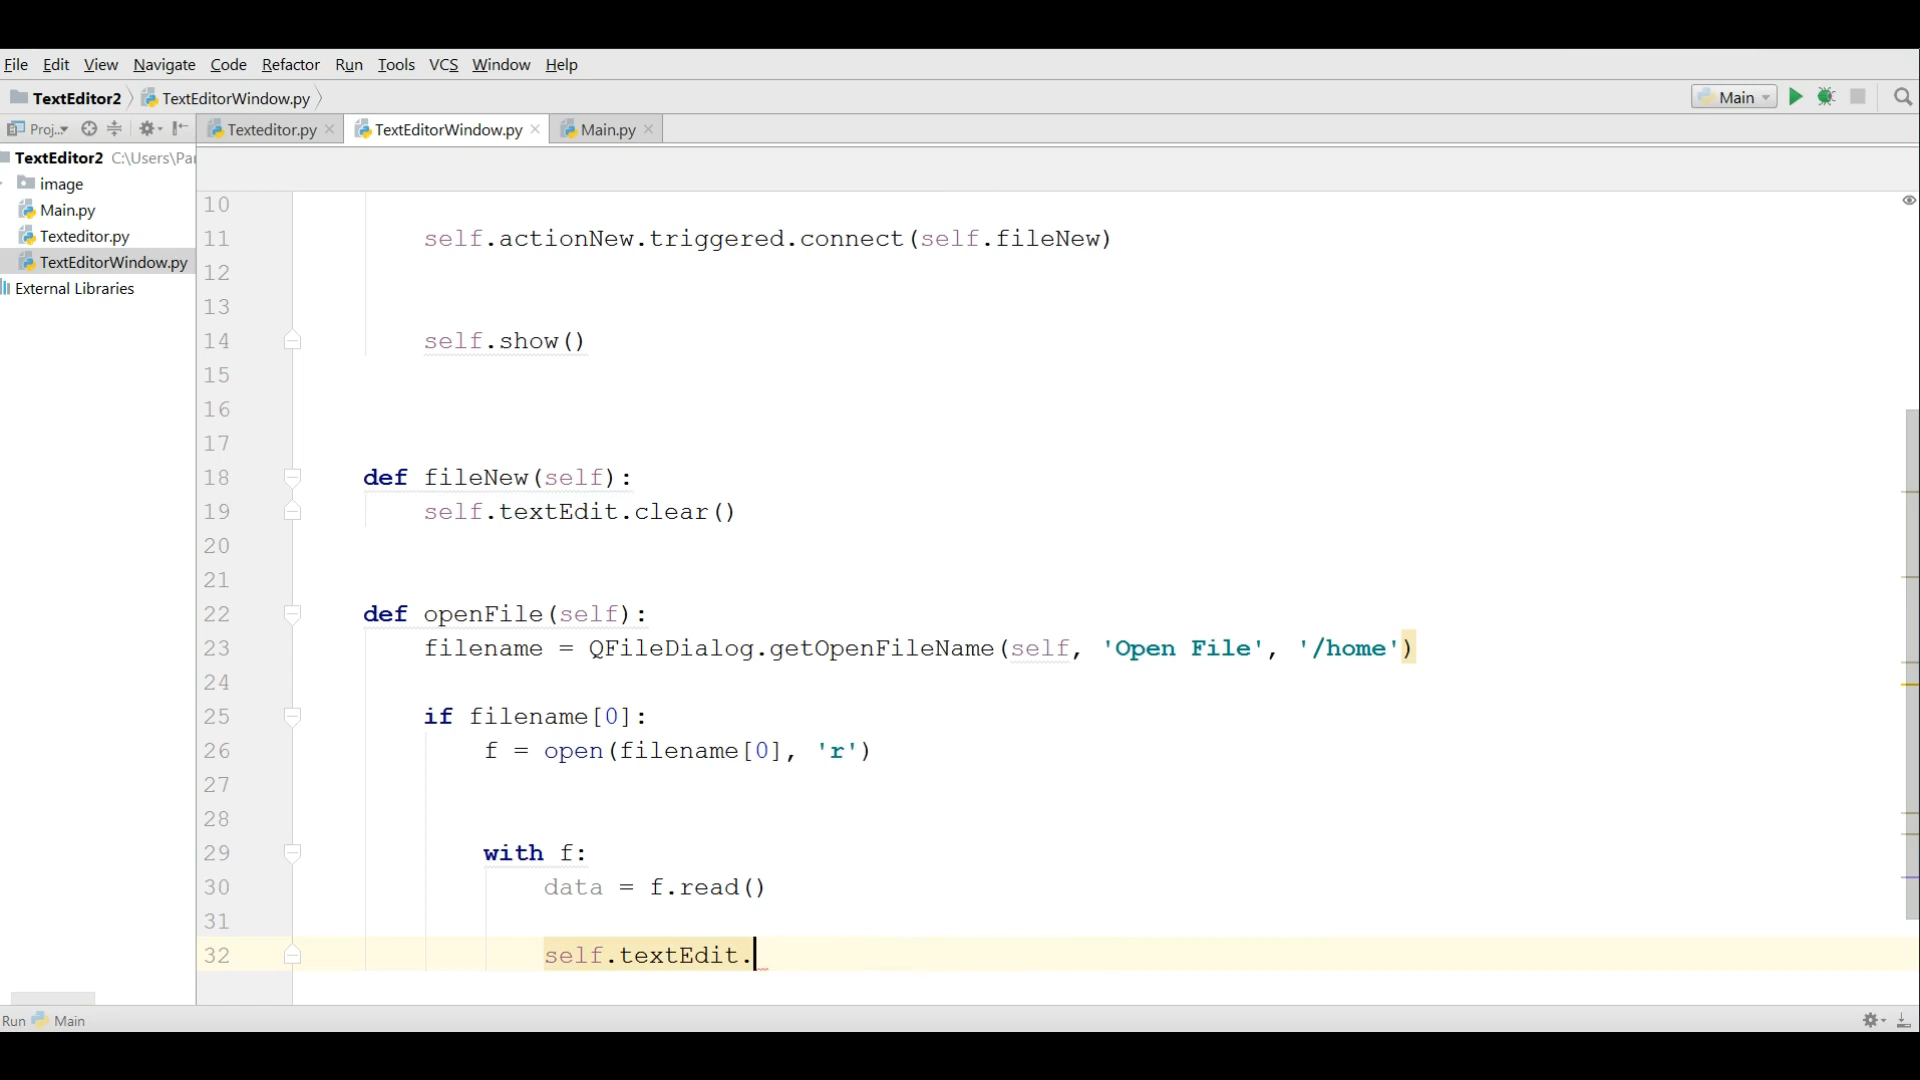 File Edit View Navigate Code Refactor Run Tools VCS Window Help
TextEditor2 TextEditorWindow.py Main
Proj... Texteditor.py TextEditorWindow.py Main.py
TextEditor2 C:\Users\Par
image
Main.py
Texteditor.py
TextEditorWindow.py
External Libraries
10
11 self.actionNew.triggered.connect(self.fileNew)
12
13
14 self.show()
15
16
17
18 def fileNew(self):
19 self.textEdit.clear()
20
21
22 def openFile(self):
23 filename = QFileDialog.getOpenFileName(self, 'Open File', '/home')
24
25 if filename[0]:
26 f = open(filename[0], 'r')
27
28
29 with f:
30 data = f.read()
31
32 self.textEdit.
Run Main